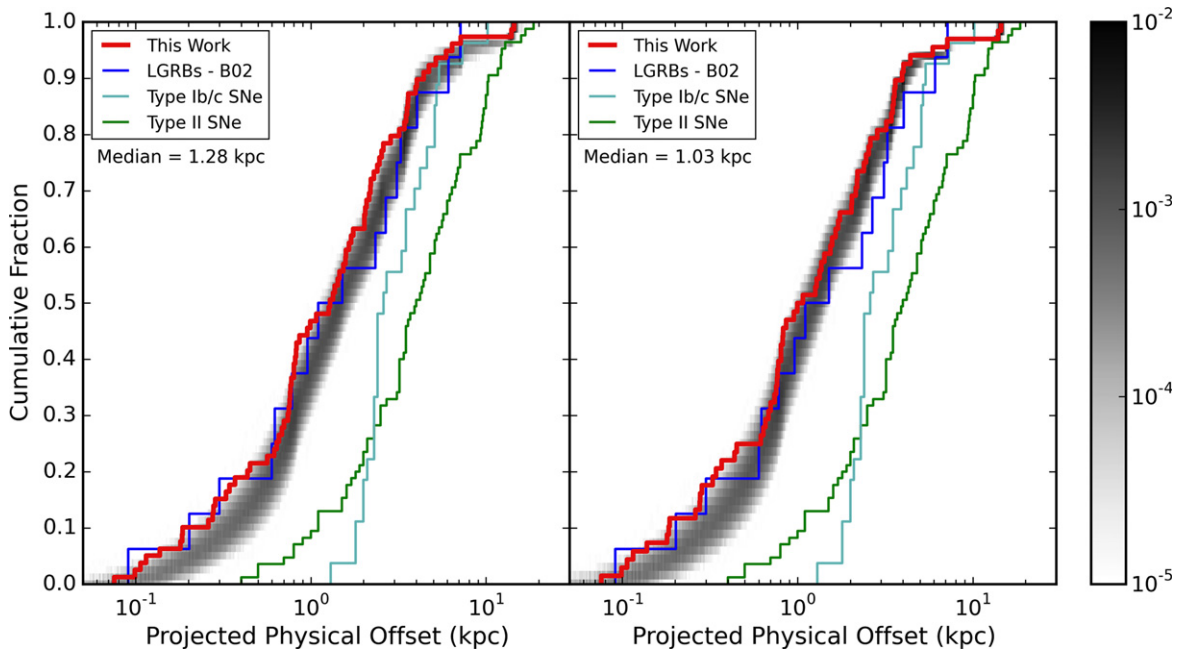 1.0
0.9
0.8
0.7
0.6
0.5
0.4
0.3
0.2
0.1
0.0
Cumulative Fraction
This Work
LGRBs - B02
Type Ib/c SNe
Type II SNe
Median = 1.28 kpc
10^-1
10^0
10^1
Projected Physical Offset (kpc)
This Work
LGRBs - B02
Type Ib/c SNe
Type II SNe
Median = 1.03 kpc
10^-1
10^0
10^1
Projected Physical Offset (kpc)
10^-2
10^-3
10^-4
10^-5